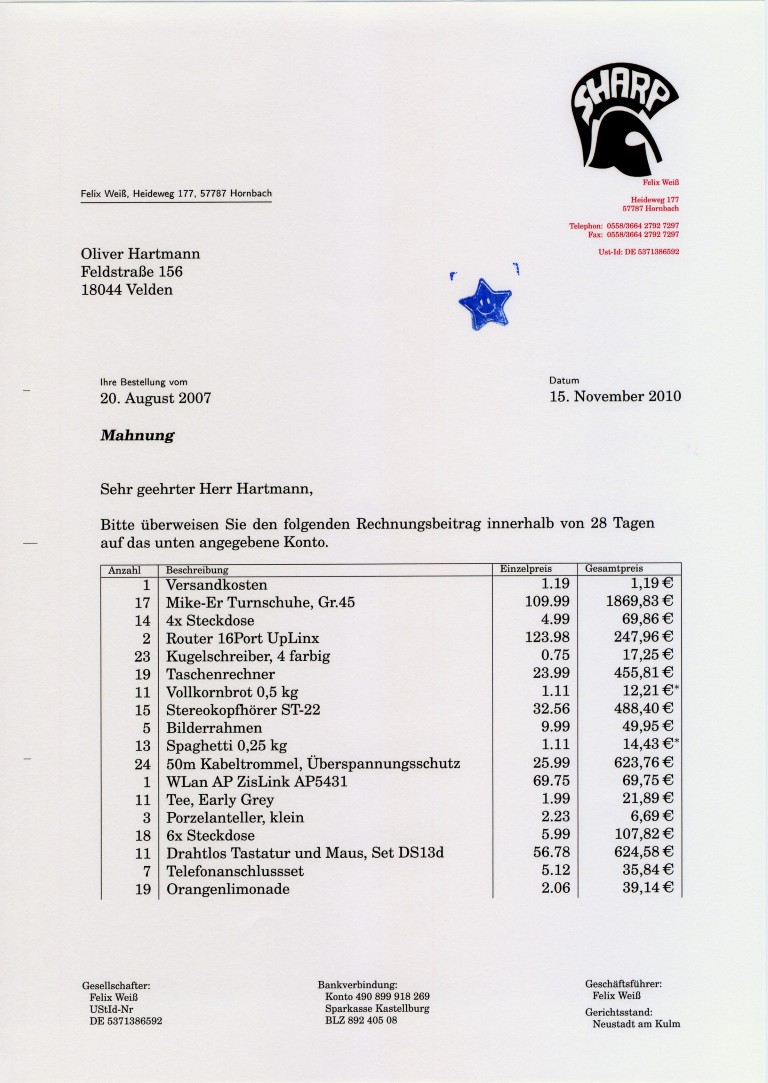 SHARP
Felix Weiß
Heideweg 177
57787 Hornbach
Telephon: 0558/3664 2792 7297
Fax: 0558/3664 2792 7297
Ust-Id: DE 5371386592
Felix Weiß, Heideweg 177, 57787 Hornbach
Oliver Hartmann
Feldstraße 156
18044 Velden
Ihre Bestellung vom
20. August 2007
Datum
15. November 2010
Mahnung
Sehr geehrter Herr Hartmann,
Bitte überweisen Sie den folgenden Rechnungsbeitrag innerhalb von 28 Tagen
auf das unten angegebene Konto.
Anzahl Beschreibung Einzelpreis Gesamtpreis
1 Versandkosten 1.19 1,19 €
17 Mike-Er Turnschuhe, Gr.45 109.99 1869,83 €
14 4x Steckdose 4.99 69,86 €
2 Router 16Port UpLinx 123.98 247,96 €
23 Kugelschreiber, 4 farbig 0.75 17,25 €
19 Taschenrechner 23.99 455,81 €
11 Vollkornbrot 0,5 kg 1.11 12,21 €*
15 Stereokopfhörer ST-22 32.56 488,40 €
5 Bilderrahmen 9.99 49,95 €
13 Spaghetti 0,25 kg 1.11 14,43 €*
24 50m Kabeltrommel, Überspannungsschutz 25.99 623,76 €
1 WLan AP ZisLink AP5431 69.75 69,75 €
11 Tee, Early Grey 1.99 21,89 €
3 Porzelanteller, klein 2.23 6,69 €
18 6x Steckdose 5.99 107,82 €
11 Drahtlos Tastatur und Maus, Set DS13d 56.78 624,58 €
7 Telefonanschlussset 5.12 35,84 €
19 Orangenlimonade 2.06 39,14 €
Gesellschafter:
Felix Weiß
UStId-Nr
DE 5371386592
Bankverbindung:
Konto 490 899 918 269
Sparkasse Kastellburg
BLZ 892 405 08
Geschäftsführer:
Felix Weiß
Gerichtsstand:
Neustadt am Kulm